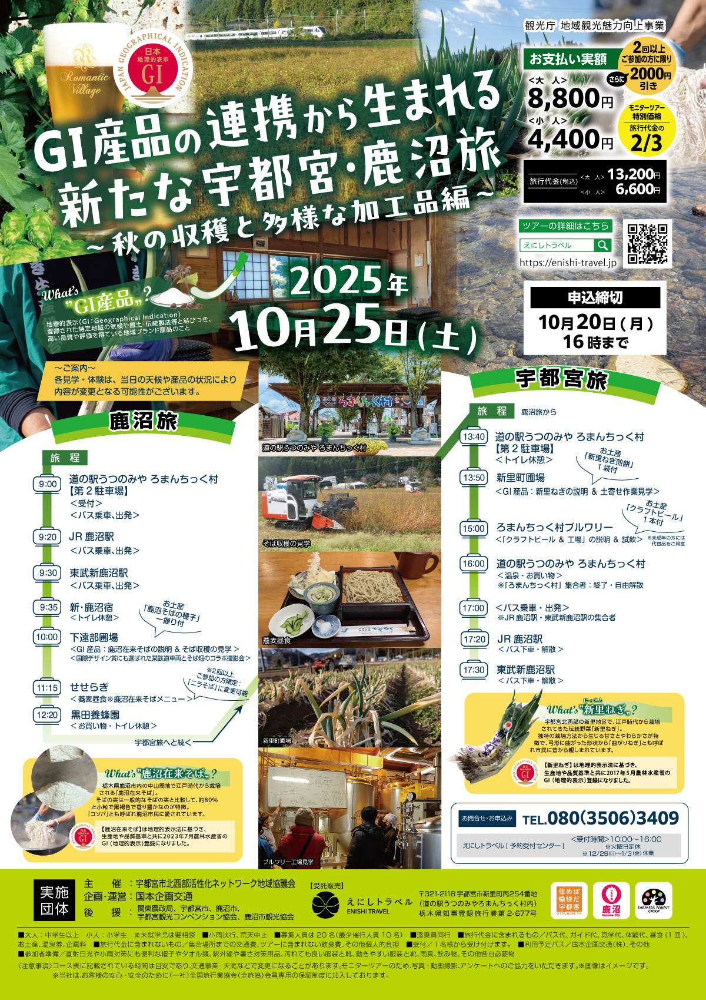 観光庁 地域観光魅力向上事業
JAPAN GEOGRAPHICAL INDICATION
日本
地理的表示
GI
Romantic
Village
GI産品の連携から生まれる
新たな宇都宮・鹿沼旅
～秋の収穫と多様な加工品編～
2025年
10月25日(土)
お支払い実額
＜大　人＞
8,800円
＜小　人＞
4,400円
2回以上
ご参加の方に限り
さらに
2000円
引き
モニターツアー
特別価格
旅行代金の
2/3
旅行代金(税込)
＜大　人＞ 13,200円
＜小　人＞ 6,600円
ツアーの詳細はこちら
えにしトラベル
https://enishi-travel.jp
申込締切
10月20日(月)
16時まで
What's
"GI産品„?
地理的表示(GI：Geographical Indication)
登録された特定地域の気候や風土・伝統製法等と結びつき、
高い品質や評価を得ている地域ブランド産品のこと
～ご案内～
各見学・体験は、当日の天候や産品の状況により
内容が変更となる可能性がございます。
鹿沼旅
旅　程
9:00 道の駅うつのみや ろまんちっく村
【第2駐車場】
＜受付＞
＜バス乗車、出発＞
9:20 JR鹿沼駅
＜バス乗車、出発＞
9:30 東武新鹿沼駅
＜バス乗車、出発＞
9:35 新・鹿沼宿
＜トイレ休憩＞
お土産
「鹿沼そばの種子」
一握り付
10:00 下遠部圃場
＜GI産品：鹿沼在来そばの説明 & そば収穫の見学＞
＜国際デザイン賞にも選ばれた某鉄道車両とそば畑のコラボ撮影会＞
11:15 せせらぎ
＜蕎麦昼食※鹿沼在来そばメニュー＞
※2回以上
ご参加の方限定：
「ニラそば」に変更可能
12:20 黒田養蜂園
＜お買い物・トイレ休憩＞
宇都宮旅へと続く
What's "鹿沼在来そば„?
栃木県鹿沼市内の中山間地で江戸時代から栽培
される「鹿沼在来そば」。
そばの実は一般的なそばの実と比較して、約80%
と小粒で黒褐色で香り豊かなのが特徴。
「コソバ」とも呼ばれ鹿沼市民に愛されています。
【鹿沼在来そば】は地理的表示法に基づき、
生産地や品質基準と共に2023年7月農林水産省の
GI (地理的表示)登録になりました。
日本
GI
道の駅
うつのみや
ろまんちっく村
道の駅うつのみや ろまんちっく村
そば収穫の見学
蕎麦昼食
新里町圃場
ブルワリー工場見学
宇都宮旅
旅　程
鹿沼旅から
13:40 道の駅うつのみや ろまんちっく村
【第2駐車場】
＜トイレ休憩＞
お土産
「新里ねぎ煎餅」
1袋付
13:50 新里町圃場
＜GI産品：新里ねぎの説明 & 土寄せ作業見学＞
お土産
「クラフトビール」
1本付
※未成年の方には
代替品をご用意
15:00 ろまんちっく村ブルワリー
＜「クラフトビール & 工場」の説明 & 試飲＞
16:00 道の駅うつのみや ろまんちっく村
＜温泉・お買い物＞
※「ろまんちっく村」集合者：終了・自由解散
17:00 ＜バス乗車・出発＞
※JR鹿沼駅・東武新鹿沼駅の集合者
17:20 JR鹿沼駅
＜バス下車・解散＞
17:30 東武新鹿沼駅
＜バス下車・解散＞
にっさと
What's "新里ねぎ„?
宇都宮北西部の新里地区で、江戸時代から栽培
されてきた伝統野菜「新里ねぎ」。
独特の栽培方法から生じる甘さとやわらかさが特
徴で、弓形に曲がった形状から「曲がりねぎ」とも呼ば
れ市民に昔から親しまれています。
【新里ねぎ】は地理的表示法に基づき、
生産地や品質基準と共に2017年5月農林水産省の
GI (地理的表示)登録になりました。
日本
GI
お問合せ・お申込み
TEL.080(3506)3409
えにしトラベル [ 予約受付センター ]
＜受付時間＞10:00～16:00
※火曜日定休
※12/29(日)～1/3(金)休業
実施
団体
主　催：宇都宮市北西部活性化ネットワーク地域協議会
企画・運営：国本企画交通
後　援：関東農政局、宇都宮市、鹿沼市、
宇都宮観光コンベンション協会、鹿沼市観光協会
【受託販売】
えにしトラベル
ENISHI TRAVEL
〒321-2118 宇都宮市新里町丙254番地
（道の駅うつのみやろまんちっく村内）
栃木県知事登録旅行業第2-677号
住めば
愉快だ
宇都宮
UTSUNOMIYA
いちご市
鹿沼
Kanuma City
FARMERS FOREST
GROUP
■大人：中学生以上　小人：小学生　※未就学児は要相談　■小雨決行、荒天中止　■募集人員は20名(最少催行人員10名)　■添乗員同行　■旅行代金に含まれるもの／バス代、ガイド代、見学代、体験代、昼食(1回)、
お土産、温泉券、企画料　■旅行代金に含まれないもの／集合場所までの交通費、ツアーに含まれない飲食費、その他個人的負担　■受付／1名様から受け付けます。　■利用予定バス／国本企画交通(株)、その他
■参加者準備／直射日光や小雨対策にも便利な帽子やタオル類、紫外線や暑さ対策用品、汚れても良い服装と靴、動きやすい服装と靴、雨具、飲み物、その他各自必要物
〈注意事項〉コース表に記載されている時間は目安であり、交通事業・天気などで変更になることがあります。モニターツアーのため、写真・動画撮影、アンケートへのご協力をいただきます。※画像はイメージです。
※当社は、お客様の安心・安全のために(一社)全国旅行業協会(全旅協)会員専用の保証制度に加入しております。